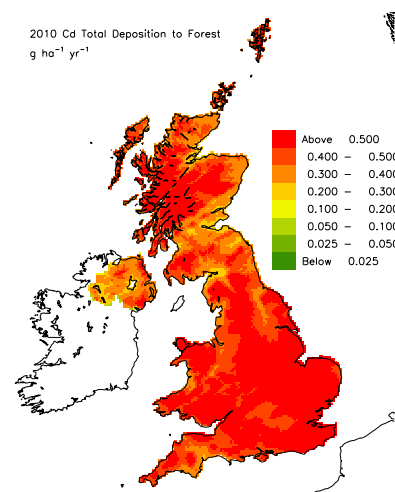 2010 Cd Total Deposition to Forest
g ha⁻¹ yr⁻¹
Above 0.500
0.400 – 0.500
0.300 – 0.400
0.200 – 0.300
0.100 – 0.200
0.050 – 0.100
0.025 – 0.050
Below 0.025